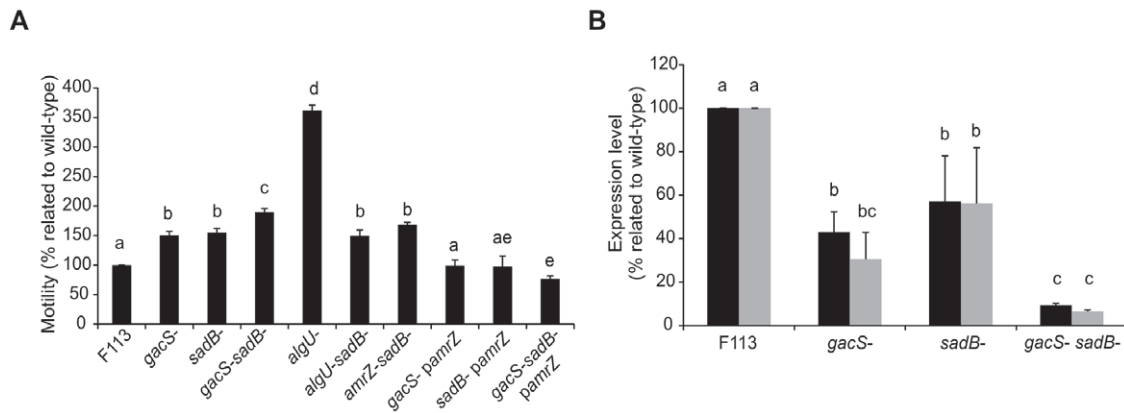 A
Motility (% related to wild-type)
400
350
300
250
200
150
100
50
0
a
b
b
c
d
b
b
a
ae
e
F113
gacS-
sadB-
gacS-sadB-
algU-
algU-sadB-
amrZ-sadB-
gacS- pamrZ
sadB- pamrZ
gacS-sadB-
pamrZ
B
Expression level
(% related to wild-type)
120
100
80
60
40
20
0
a
a
b
bc
b
b
c
c
F113
gacS-
sadB-
gacS- sadB-